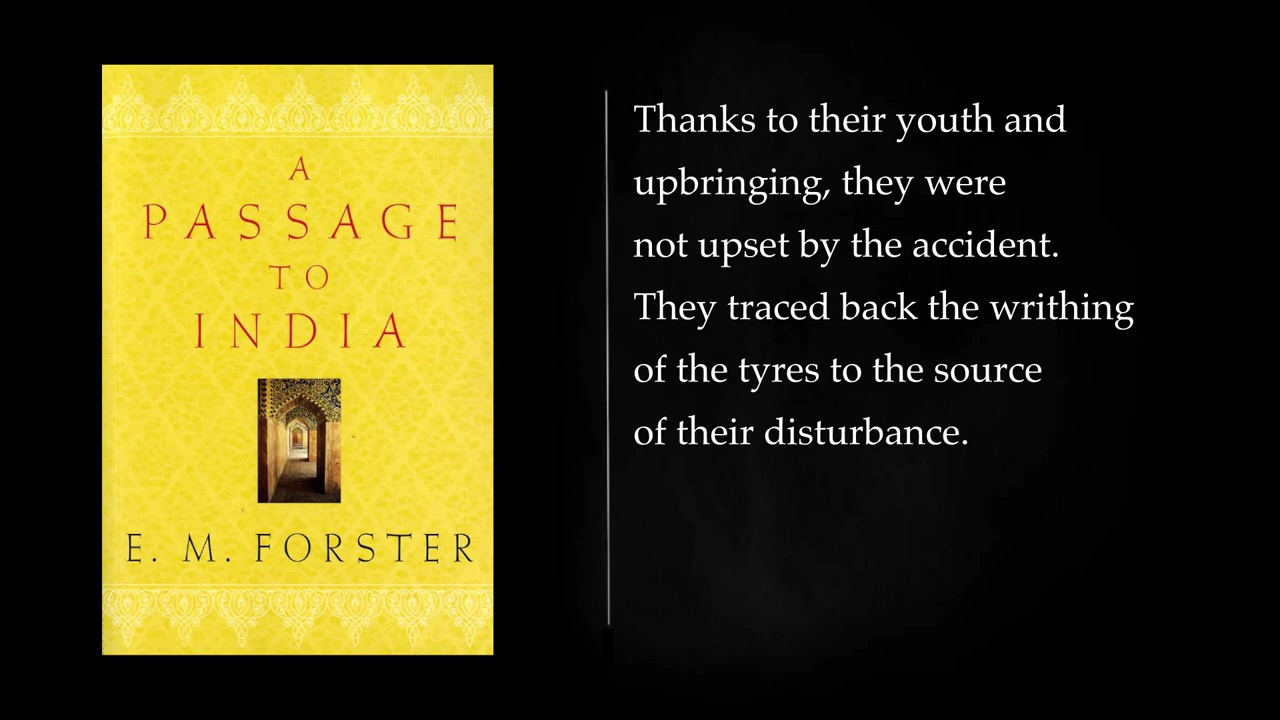 A
PASSAGE
TO
INDIA
E. M. FORSTER
Thanks to their youth and
upbringing, they were
not upset by the accident.
They traced back the writhing
of the tyres to the source
of their disturbance.